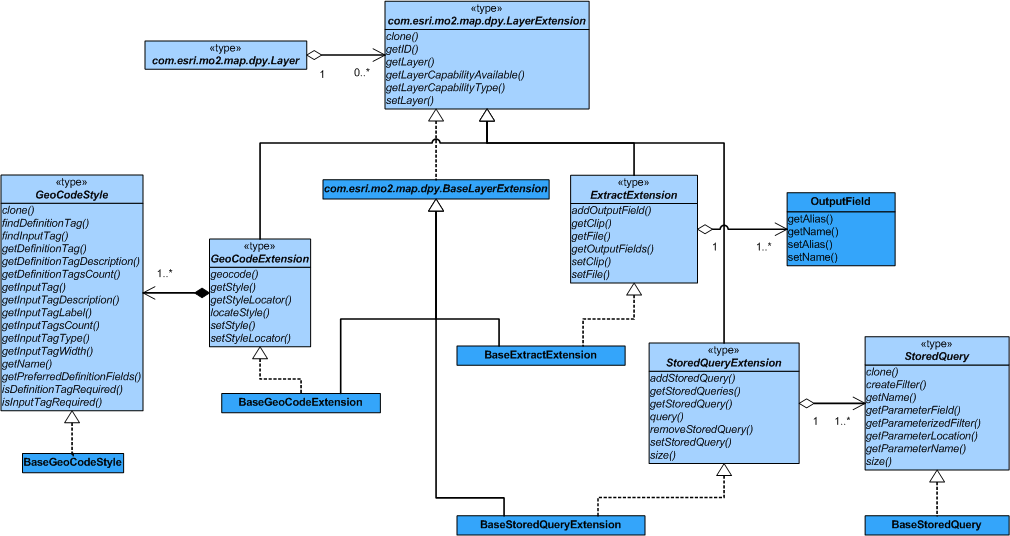 «type»
com.esri.mo2.map.dpy.LayerExtension
clone()
getID()
getLayer()
getLayerCapabilityAvailable()
getLayerCapabilityType()
setLayer()
«type»
com.esri.mo2.map.dpy.Layer
1
0..*
com.esri.mo2.map.dpy.BaseLayerExtension
«type»
GeoCodeStyle
clone()
findDefinitionTag()
findInputTag()
getDefinitionTag()
getDefinitionTagDescription()
getDefinitionTagsCount()
getInputTag()
getInputTagDescription()
getInputTagLabel()
getInputTagsCount()
getInputTagType()
getInputTagWidth()
getName()
getPreferredDefinitionFields()
isDefinitionTagRequired()
isInputTagRequired()
1..*
«type»
GeoCodeExtension
geocode()
getStyle()
getStyleLocator()
locateStyle()
setStyle()
setStyleLocator()
«type»
ExtractExtension
addOutputField()
getClip()
getFile()
getOutputFields()
setClip()
setFile()
1
1..*
OutputField
getAlias()
getName()
setAlias()
setName()
BaseExtractExtension
BaseGeoCodeExtension
BaseGeoCodeStyle
«type»
StoredQueryExtension
addStoredQuery()
getStoredQueries()
getStoredQuery()
query()
removeStoredQuery()
setStoredQuery()
size()
1
1..*
«type»
StoredQuery
clone()
createFilter()
getName()
getParameterField()
getParameterizedFilter()
getParameterLocation()
getParameterName()
size()
BaseStoredQueryExtension
BaseStoredQuery